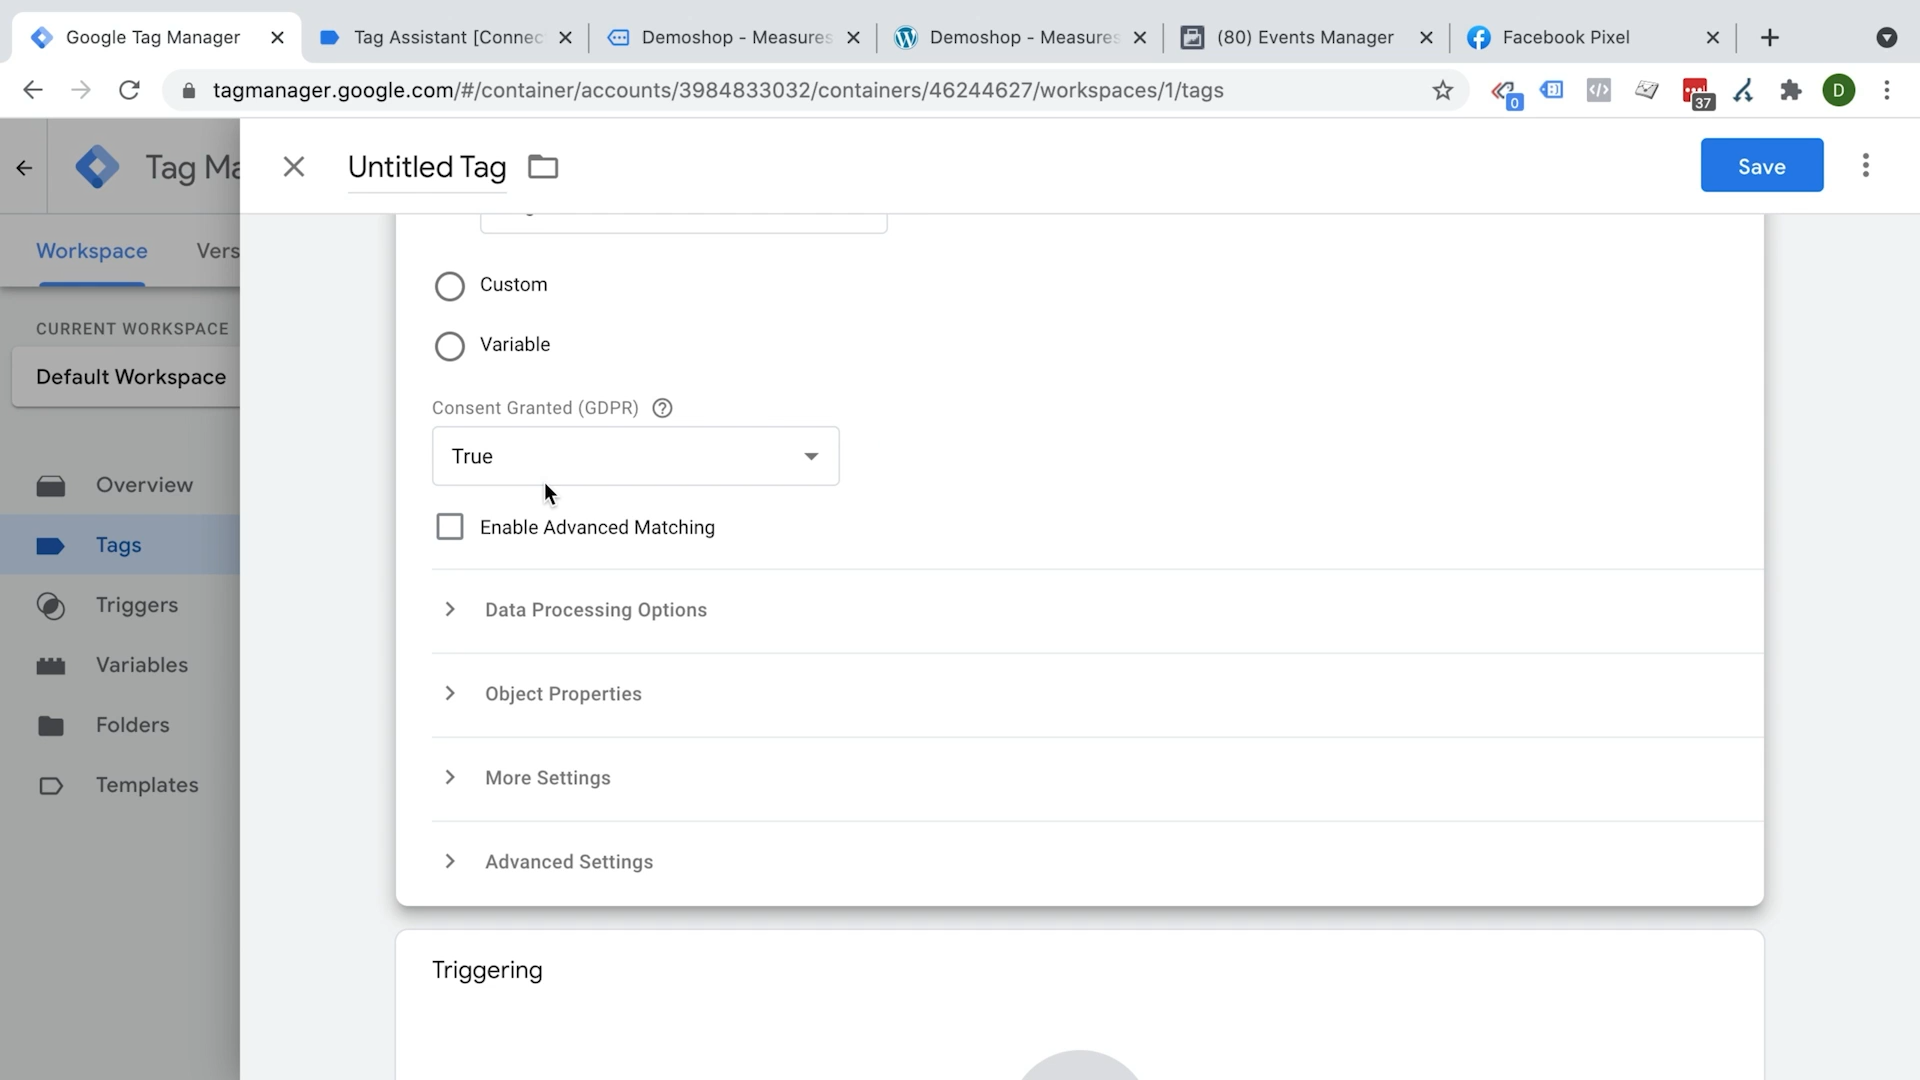 Google Tag Manager
Tag Assistant [Connec
Demoshop - Measures
Demoshop - Measures
(80) Events Manager
Facebook Pixel
tagmanager.google.com/#/container/accounts/3984833032/containers/46244627/workspaces/1/tags
0
37
D
Tag Ma
Untitled Tag
Save
Workspace
Vers
CURRENT WORKSPACE
Default Workspace
Overview
Tags
Triggers
Variables
Folders
Templates
Custom
Variable
Consent Granted (GDPR)
True
Enable Advanced Matching
Data Processing Options
Object Properties
More Settings
Advanced Settings
Triggering